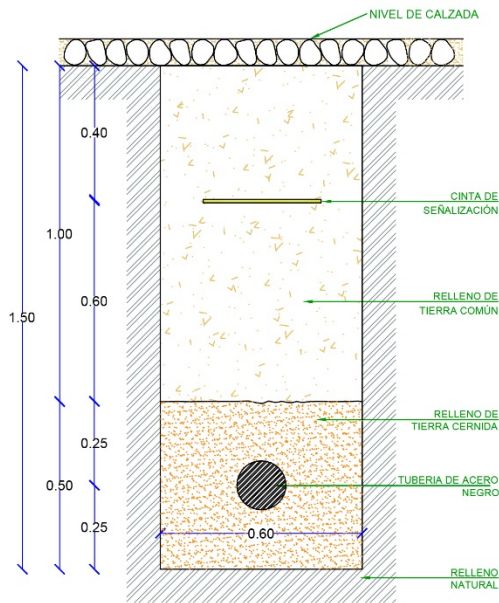 NIVEL DE CALZADA
0.40
CINTA DE
SEÑALIZACIÓN
1.00
0.60
RELLENO DE
TIERRA COMÚN
1.50
RELLENO DE
TIERRA CERNIDA
0.25
0.50
TUBERIA DE ACERO
NEGRO
0.25
0.60
RELLENO
NATURAL